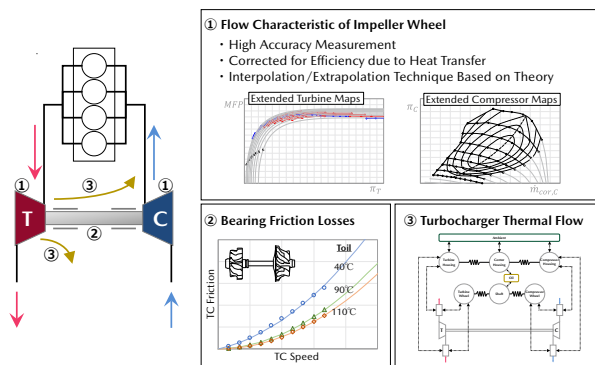 ① Flow Characteristic of Impeller Wheel
・High Accuracy Measurement
・Corrected for Efficiency due to Heat Transfer
・Interpolation/Extrapolation Technique Based on Theory
Extended Turbine Maps
MFP
π_T
Extended Compressor Maps
π_C
ṁ_cor,C
① ③ ①
T C
②
③
② Bearing Friction Losses
Toil
40℃
90℃
110℃
TC Friction
TC Speed
③ Turbocharger Thermal Flow
Ambient
Turbine Housing
Center Housing
Compressor Housing
Oil
Turbine Wheel
Shaft
Compressor Wheel
T C